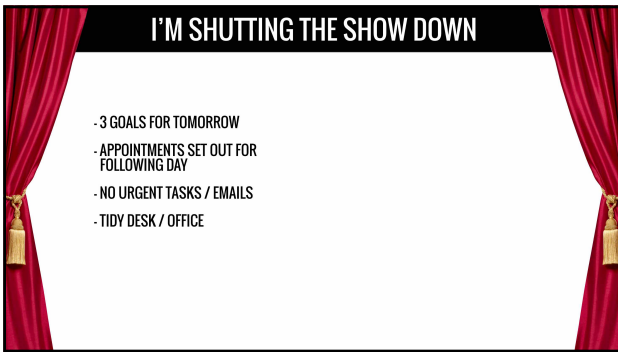 I'M SHUTTING THE SHOW DOWN
- 3 GOALS FOR TOMORROW
- APPOINTMENTS SET OUT FOR
FOLLOWING DAY
- NO URGENT TASKS / EMAILS
- TIDY DESK / OFFICE